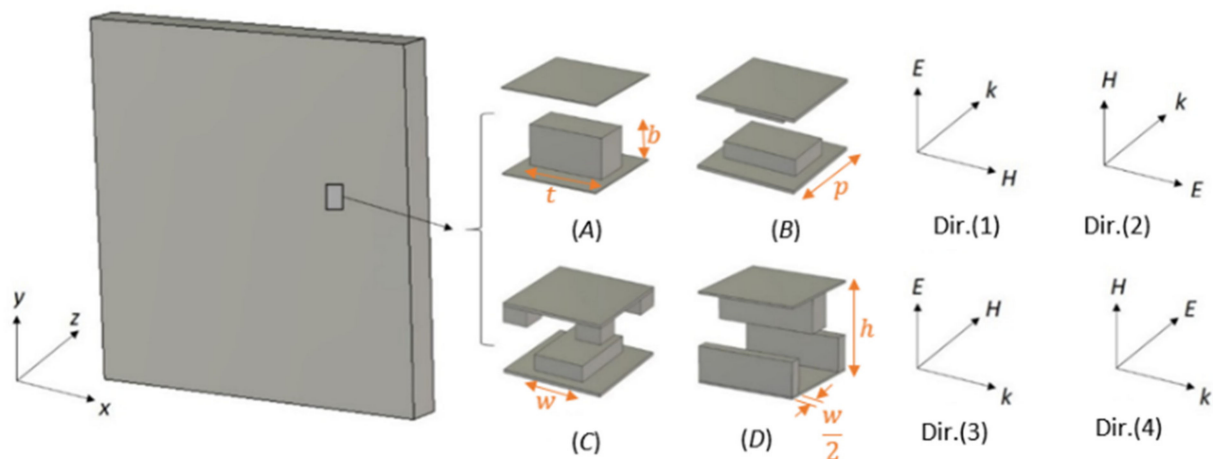 y
z
x
b
t
(A)
p
(B)
w
(C)
h
w
2
(D)
E
k
H
Dir.(1)
H
k
E
Dir.(2)
E
H
k
Dir.(3)
H
E
k
Dir.(4)